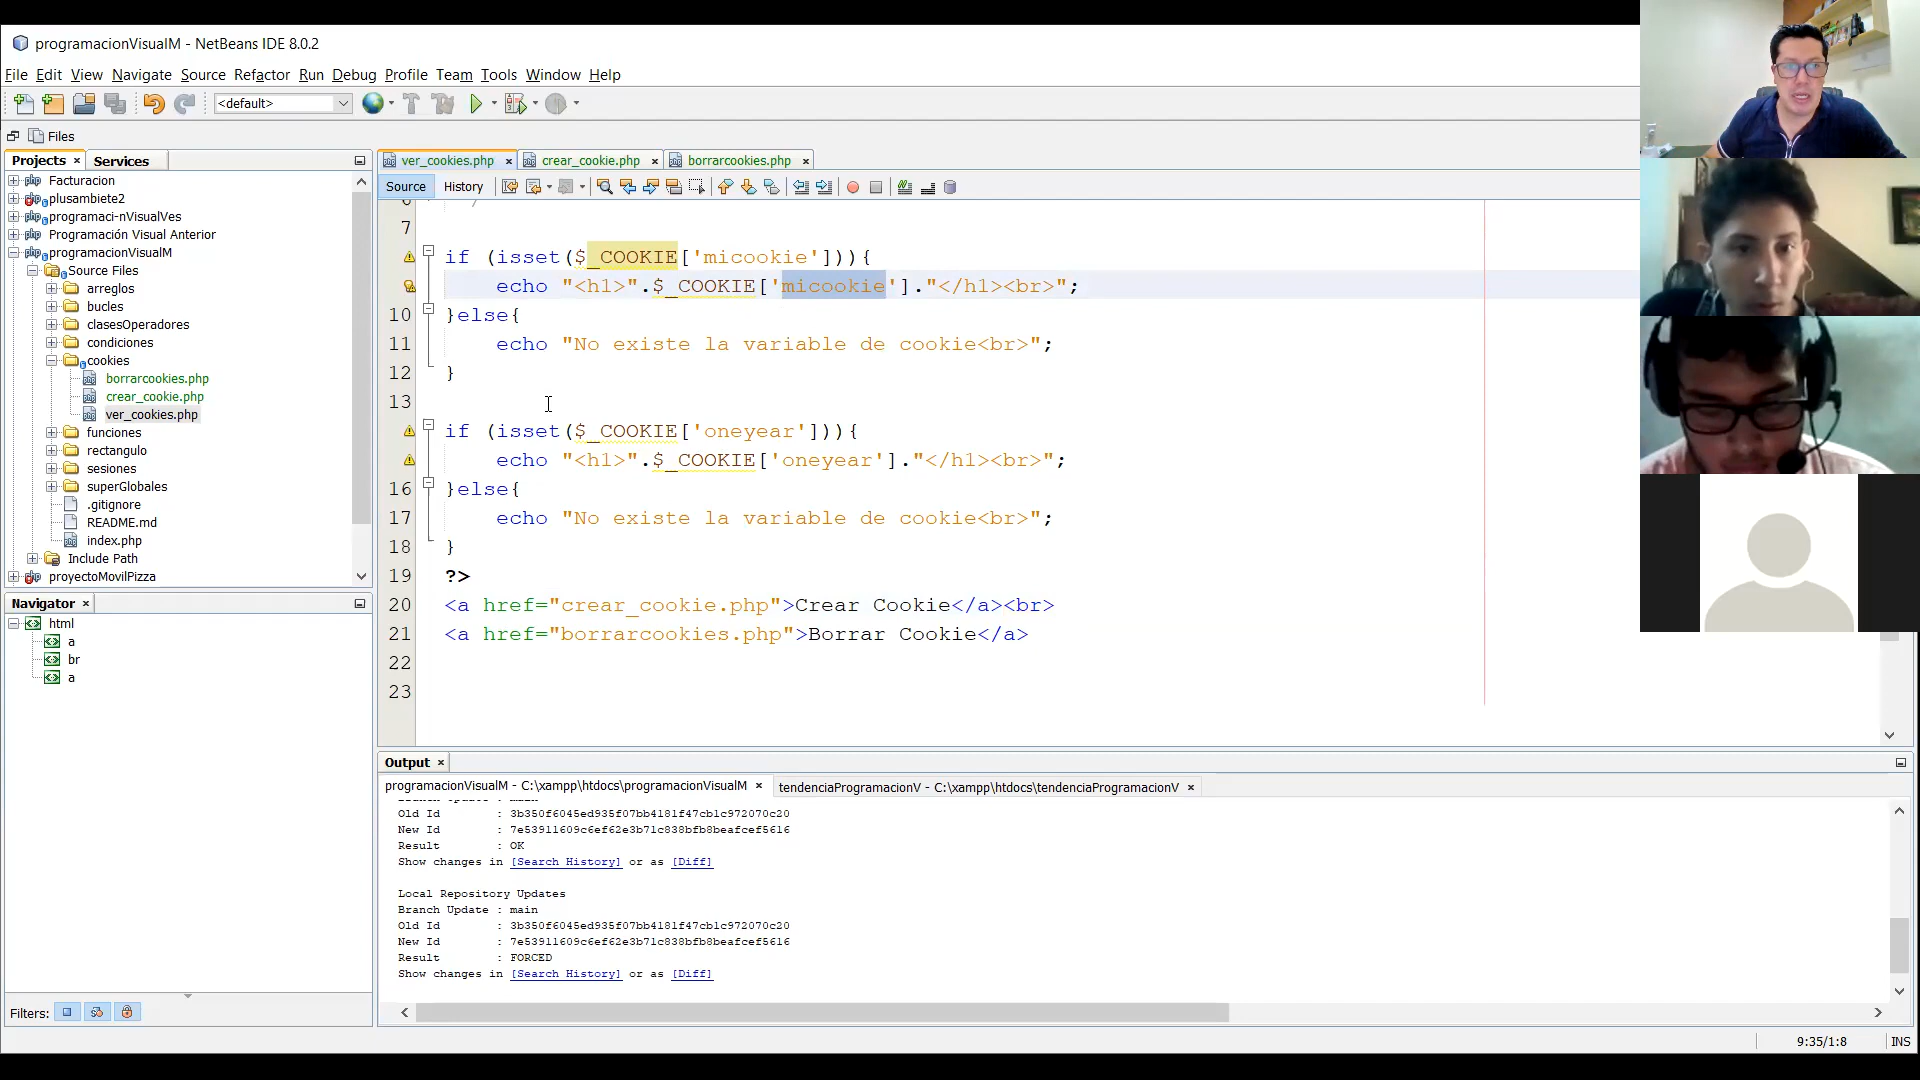 programacionVisualM - NetBeans IDE 8.0.2
File Edit View Navigate Source Refactor Run Debug Profile Team Tools Window Help
<default>
Files
Projects × Services
Facturacion
plusambiete2
programaci-nVisualVes
Programación Visual Anterior
programacionVisualM
Source Files
arreglos
bucles
clasesOperadores
condiciones
cookies
borrarcookies.php
crear_cookie.php
ver_cookies.php
funciones
rectangulo
sesiones
superGlobales
.gitignore
README.md
index.php
Include Path
proyectoMovilPizza
Navigator ×
html
a
br
a
Filters:
ver_cookies.php × crear_cookie.php × borrarcookies.php ×
Source History
7
if (isset($_COOKIE['micookie'])){
echo "<h1>".$_COOKIE['micookie']."</h1><br>";
10 }else{
11 echo "No existe la variable de cookie<br>";
12 }
13
if (isset($_COOKIE['oneyear'])){
echo "<h1>".$_COOKIE['oneyear']."</h1><br>";
16 }else{
17 echo "No existe la variable de cookie<br>";
18 }
19 ?>
20 <a href="crear_cookie.php">Crear Cookie</a><br>
21 <a href="borrarcookies.php">Borrar Cookie</a>
22
23
Output ×
programacionVisualM - C:\xampp\htdocs\programacionVisualM × tendenciaProgramacionV - C:\xampp\htdocs\tendenciaProgramacionV ×
Branch Update : main
Old Id : 3b350f6045ed935f07bb4181f47cb1c972070c20
New Id : 7e53911609c6ef62e3b71c838bfb8beafcef5616
Result : OK
Show changes in [Search History] or as [Diff]
Local Repository Updates
Branch Update : main
Old Id : 3b350f6045ed935f07bb4181f47cb1c972070c20
New Id : 7e53911609c6ef62e3b71c838bfb8beafcef5616
Result : FORCED
Show changes in [Search History] or as [Diff]
9:35/1:8 INS